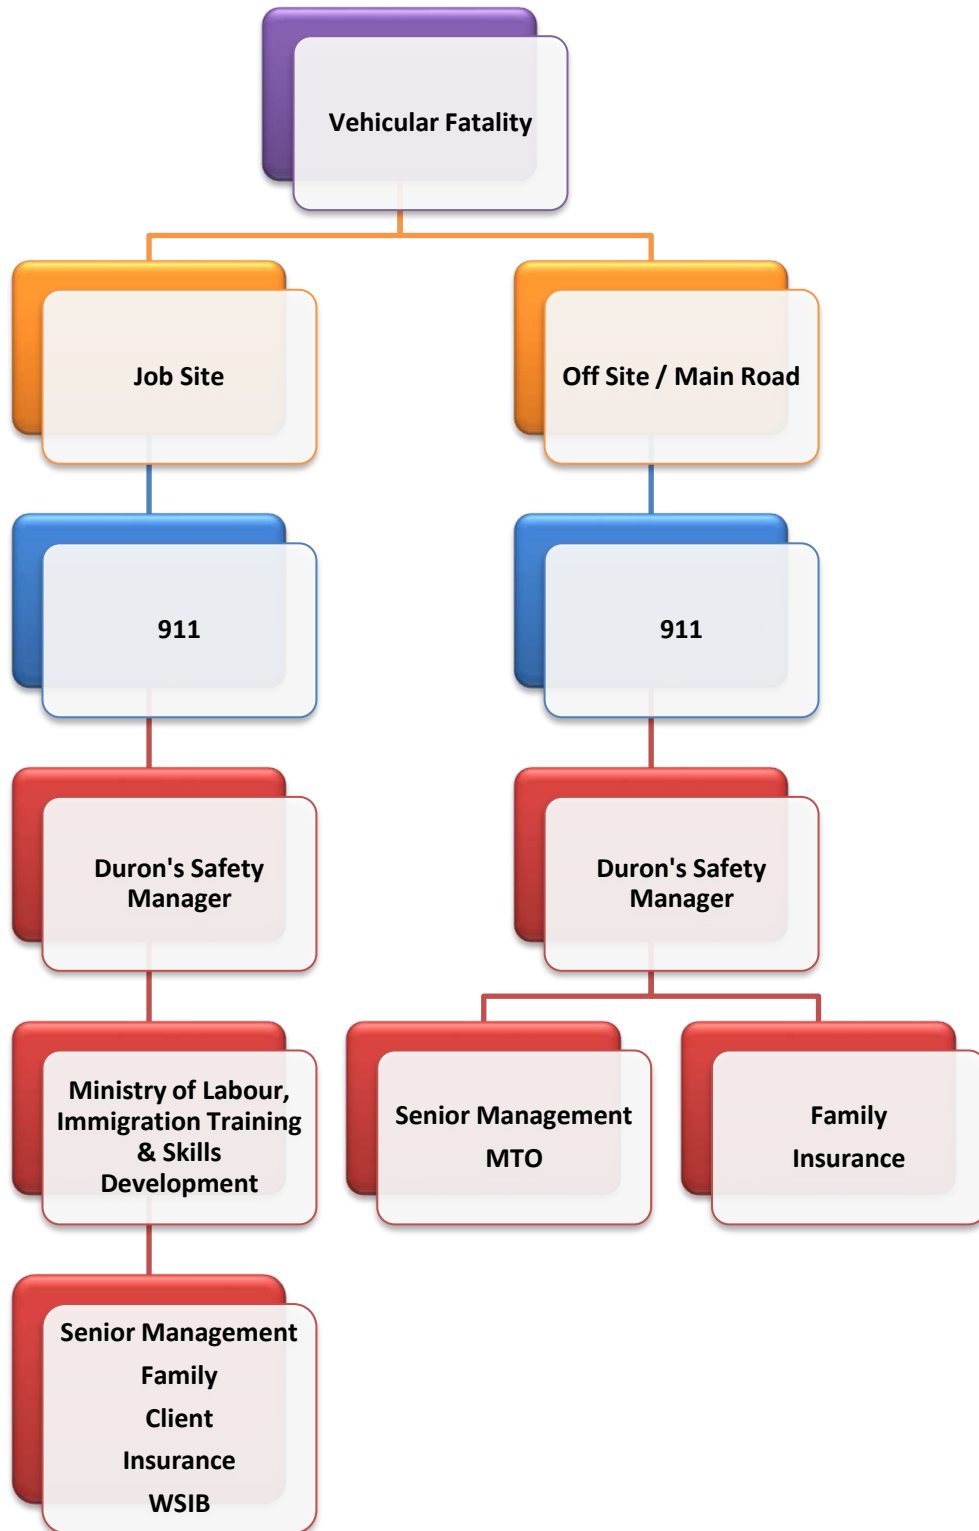 Vehicular Fatality
Job Site
Off Site / Main Road
911
911
Duron's Safety
Manager
Duron's Safety
Manager
Ministry of Labour,
Immigration Training
& Skills
Development
Senior Management
MTO
Family
Insurance
Senior Management
Family
Client
Insurance
WSIB